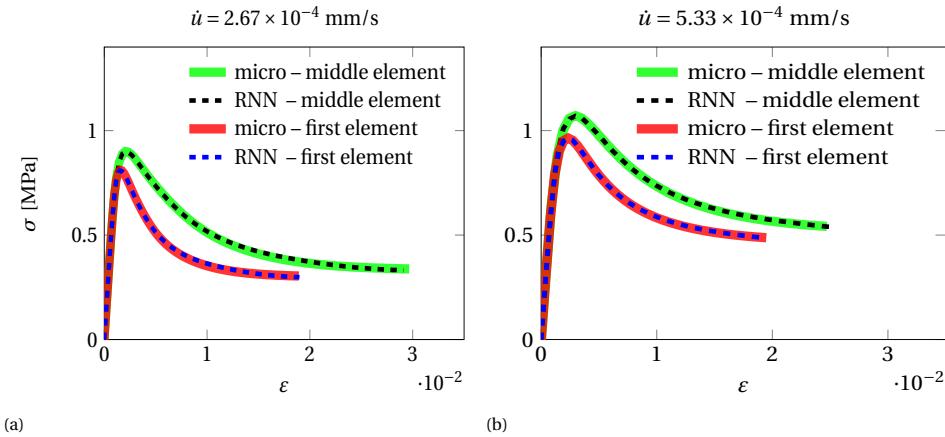 u̇ = 2.67 × 10⁻⁴ mm/s
micro – middle element
RNN – middle element
micro – first element
RNN – first element
1
0.5
0
σ [MPa]
0 1 2 3
ε
·10⁻²
(a)
u̇ = 5.33 × 10⁻⁴ mm/s
micro – middle element
RNN – middle element
micro – first element
RNN – first element
1
0.5
0
0 1 2 3
ε
·10⁻²
(b)